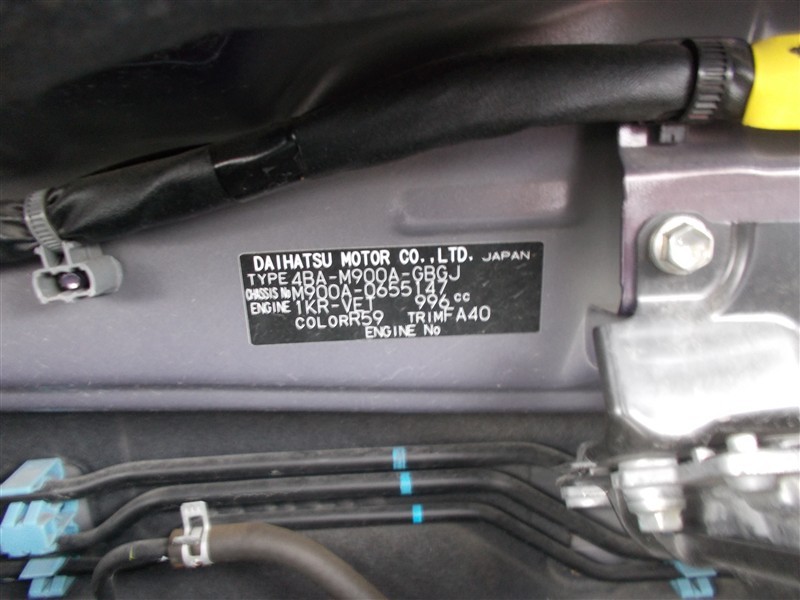 DAIHATSU MOTOR CO.,LTD. JAPAN
TYPE 4BA-M900A-GBGJ
CHASSIS No M900A-0655147
ENGINE 1KR-VET 996 cc
COLOR R59 TRIM FA40
ENGINE No